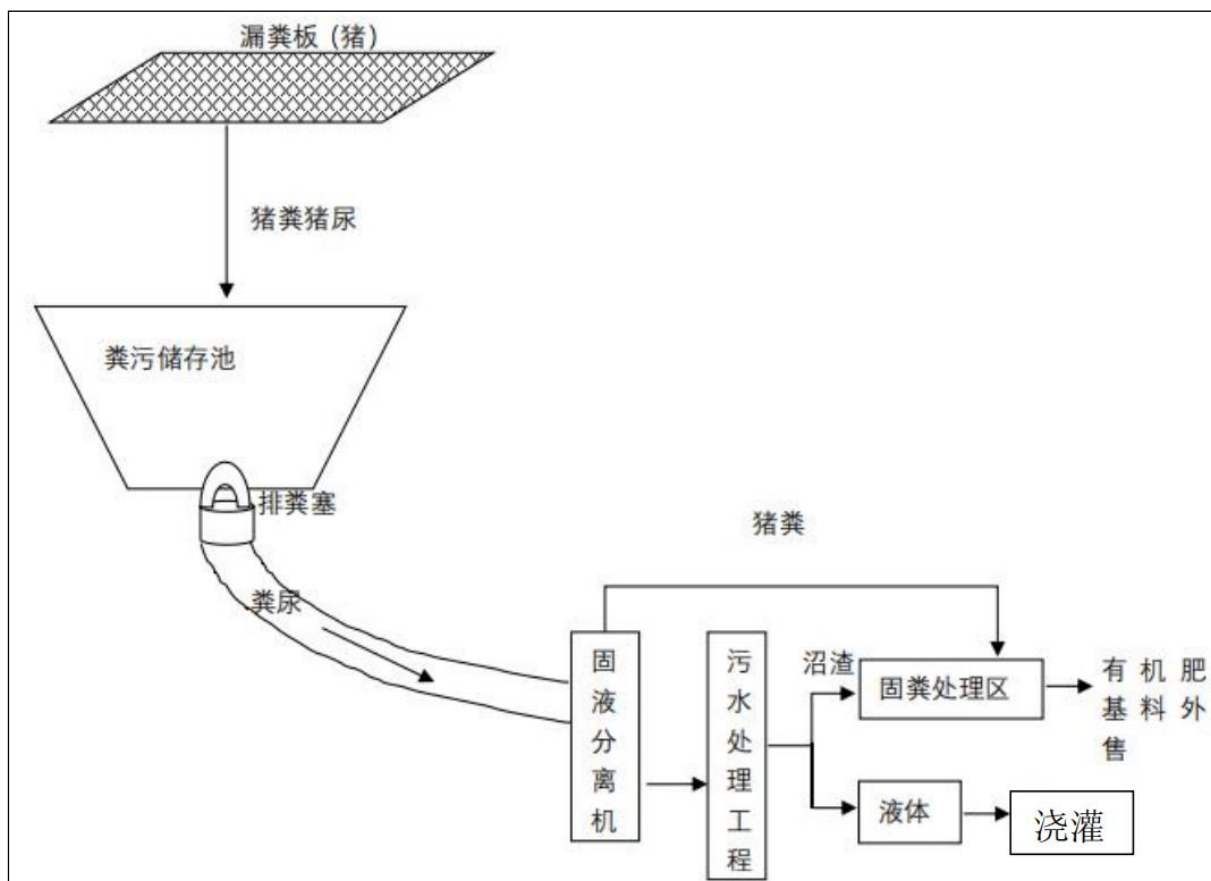 漏粪板 (猪)
猪粪猪尿
粪污储存池
排粪塞
粪尿
猪粪
固液分离机
污水处理工程
沼渣
固粪处理区
有机肥
基料外
售
液体
浇灌